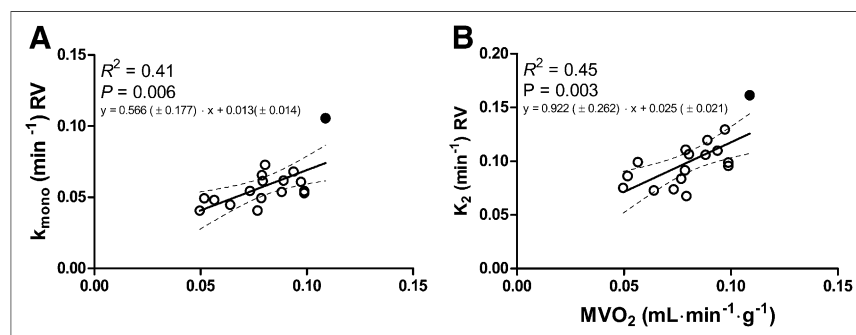 A
k_mono (min⁻¹) RV
0.15
0.10
0.05
0.00
R² = 0.41
P = 0.006
y = 0.566 ( ± 0.177) · x + 0.013( ± 0.014)
0.00 0.05 0.10 0.15
B
K₂ (min⁻¹) RV
0.20
0.15
0.10
0.05
0.00
R² = 0.45
P = 0.003
y = 0.922 ( ± 0.262) · x + 0.025 ( ± 0.021)
0.00 0.05 0.10 0.15
MVO₂ (mL·min⁻¹·g⁻¹)